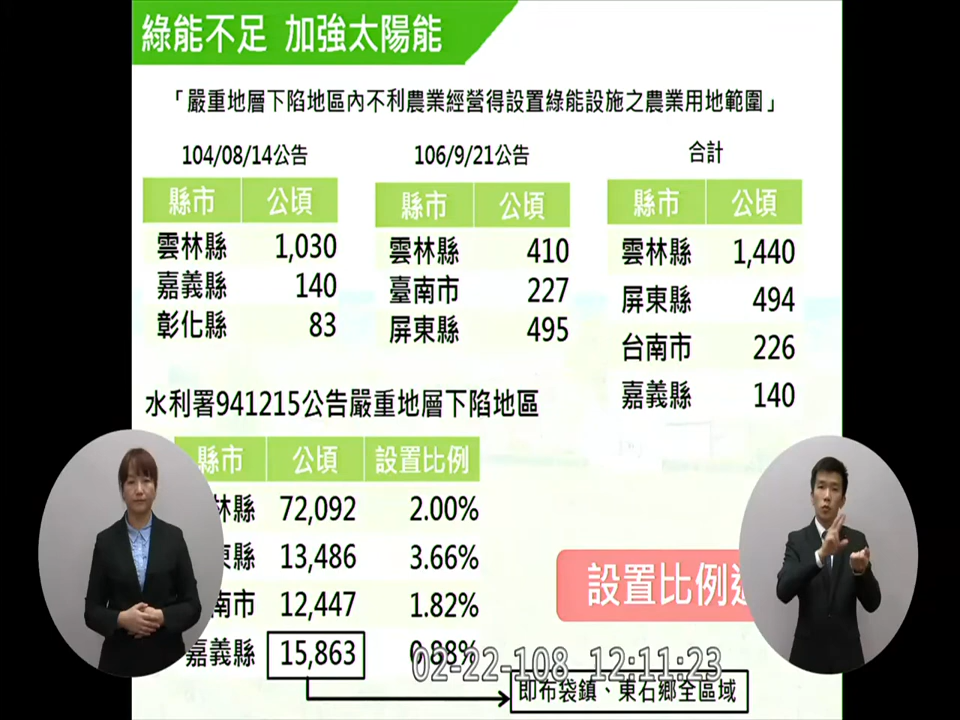 綠能不足 加強太陽能
「嚴重地層下陷地區內不利農業經營得設置綠能設施之農業用地範圍」
104/08/14公告
縣市 公頃
雲林縣 1,030
嘉義縣 140
彰化縣 83
106/9/21公告
縣市 公頃
雲林縣 410
臺南市 227
屏東縣 495
合計
縣市 公頃
雲林縣 1,440
屏東縣 494
台南市 226
嘉義縣 140
水利署941215公告嚴重地層下陷地區
縣市 公頃 設置比例
林縣 72,092 2.00%
東縣 13,486 3.66%
南市 12,447 1.82%
嘉義縣 15,863 0.88%
即布袋鎮、東石鄉全區域
設置比例
02-22-108 12:11:23